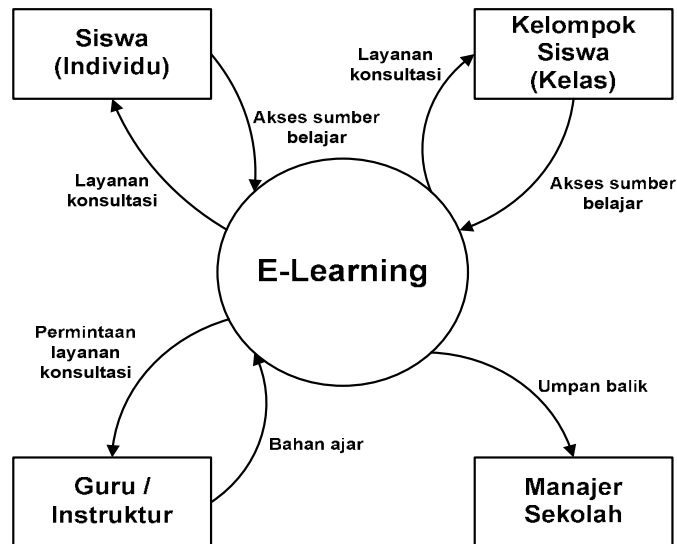 Siswa
(Individu)
Kelompok
Siswa
(Kelas)
Layanan
konsultasi
Akses sumber
belajar
Layanan
konsultasi
Akses sumber
belajar
E-Learning
Permintaan
layanan
konsultasi
Umpan balik
Bahan ajar
Guru /
Instruktur
Manajer
Sekolah